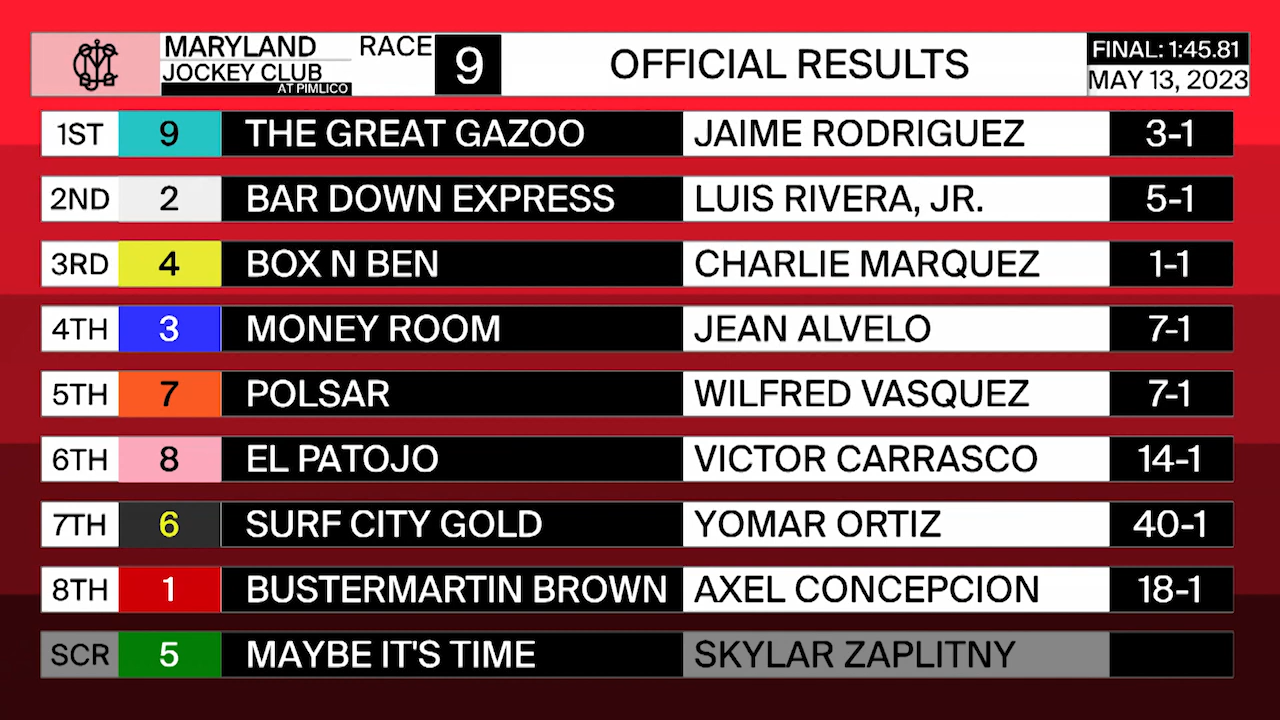 MARYLAND
JOCKEY CLUB
AT PIMLICO
RACE 9
OFFICIAL RESULTS
FINAL: 1:45.81
MAY 13, 2023
1ST 9 THE GREAT GAZOO JAIME RODRIGUEZ 3-1
2ND 2 BAR DOWN EXPRESS LUIS RIVERA, JR. 5-1
3RD 4 BOX N BEN CHARLIE MARQUEZ 1-1
4TH 3 MONEY ROOM JEAN ALVELO 7-1
5TH 7 POLSAR WILFRED VASQUEZ 7-1
6TH 8 EL PATOJO VICTOR CARRASCO 14-1
7TH 6 SURF CITY GOLD YOMAR ORTIZ 40-1
8TH 1 BUSTERMARTIN BROWN AXEL CONCEPCION 18-1
SCR 5 MAYBE IT'S TIME SKYLAR ZAPLITNY